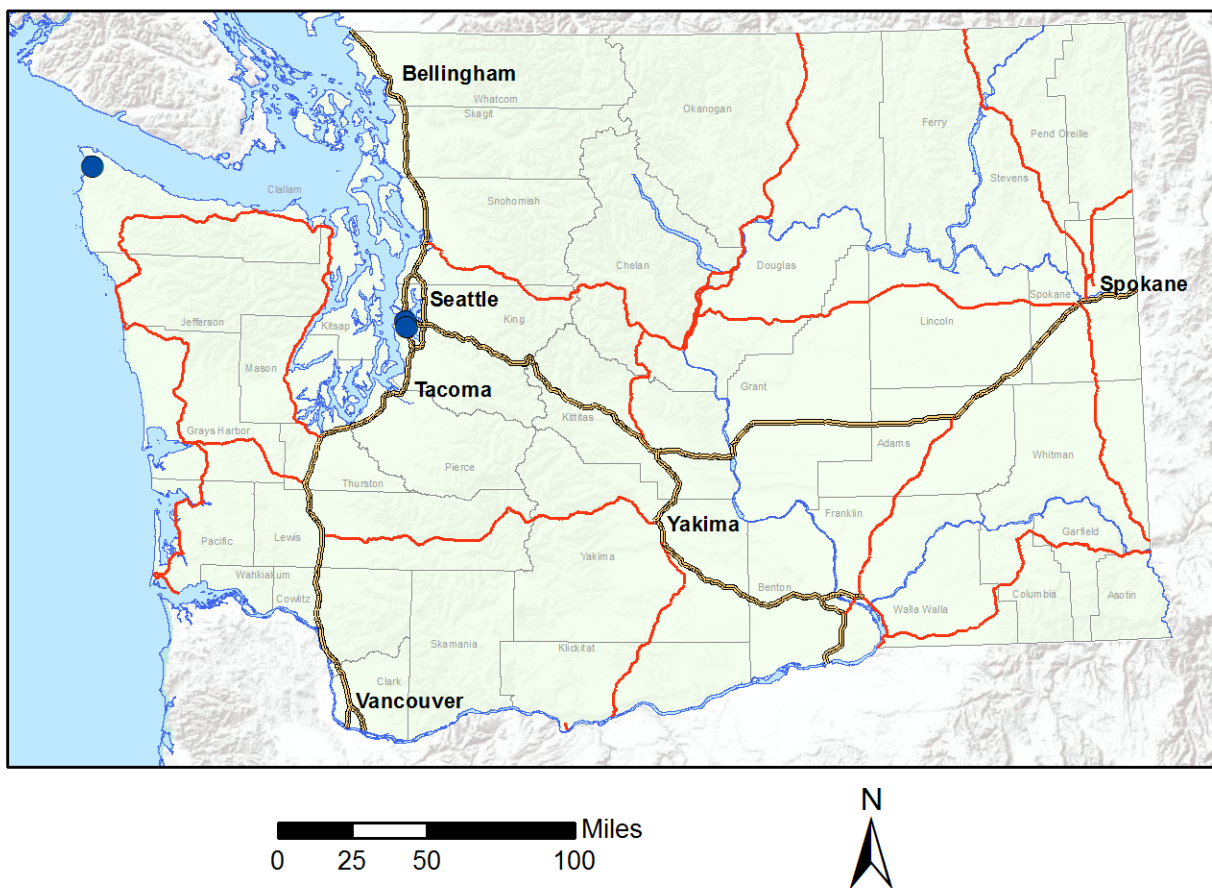 Bellingham
Whatcom
Skagit
Okanogan
Ferry
Pend Oreille
Stevens
Clallam
Snohomish
Chelan
Douglas
Spokane
Spokane
Seattle
King
Lincoln
Jefferson
Kitsap
Mason
Tacoma
Grant
Kittitas
Grays Harbor
Adams
Whitman
Pierce
Thurston
Franklin
Yakima
Garfield
Pacific
Lewis
Yakima
Wahkiakum
Cowlitz
Benton
Walla Walla
Columbia
Asotin
Skamania
Klickitat
Clark
Vancouver
N
Miles
0 25 50 100